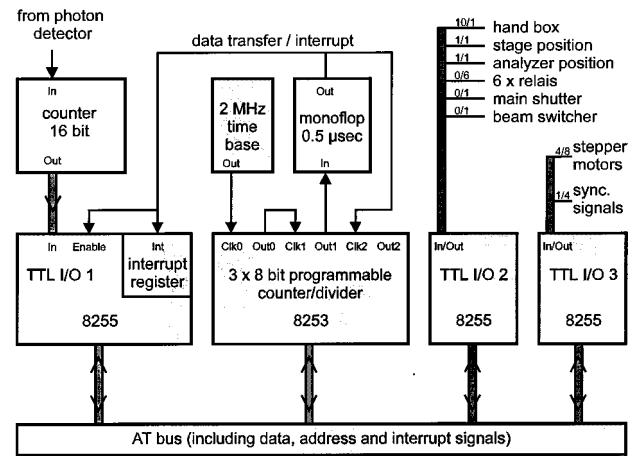 from photon
detector
In
counter
16 bit
Out
data transfer / interrupt
2 MHz
time
base
Out
Out
monoflop
0.5 µsec
In
10/1 hand box
1/1 stage position
1/1 analyzer position
0/6 6 x relais
0/1 main shutter
0/1 beam switcher
4/8 stepper
motors
1/4 sync.
signals
In Enable Int
TTL I/O 1
interrupt
register
8255
Clk0 Out0 Clk1 Out1 Clk2 Out2
3 x 8 bit programmable
counter/divider
8253
In/Out
TTL I/O 2
8255
In/Out
TTL I/O 3
8255
AT bus (including data, address and interrupt signals)